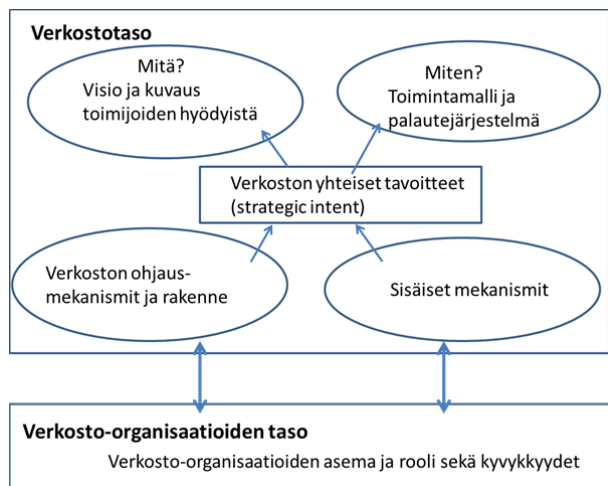 Verkostotaso
Mitä?
Visio ja kuvaus
toimijoiden hyödyistä
Miten?
Toimintamalli ja
palautejärjestelmä
Verkoston yhteiset tavoitteet
(strategic intent)
Verkoston ohjaus-
mekanismit ja rakenne
Sisäiset mekanismit
Verkosto-organisaatioiden taso
Verkosto-organisaatioiden asema ja rooli sekä kyvykkyydet